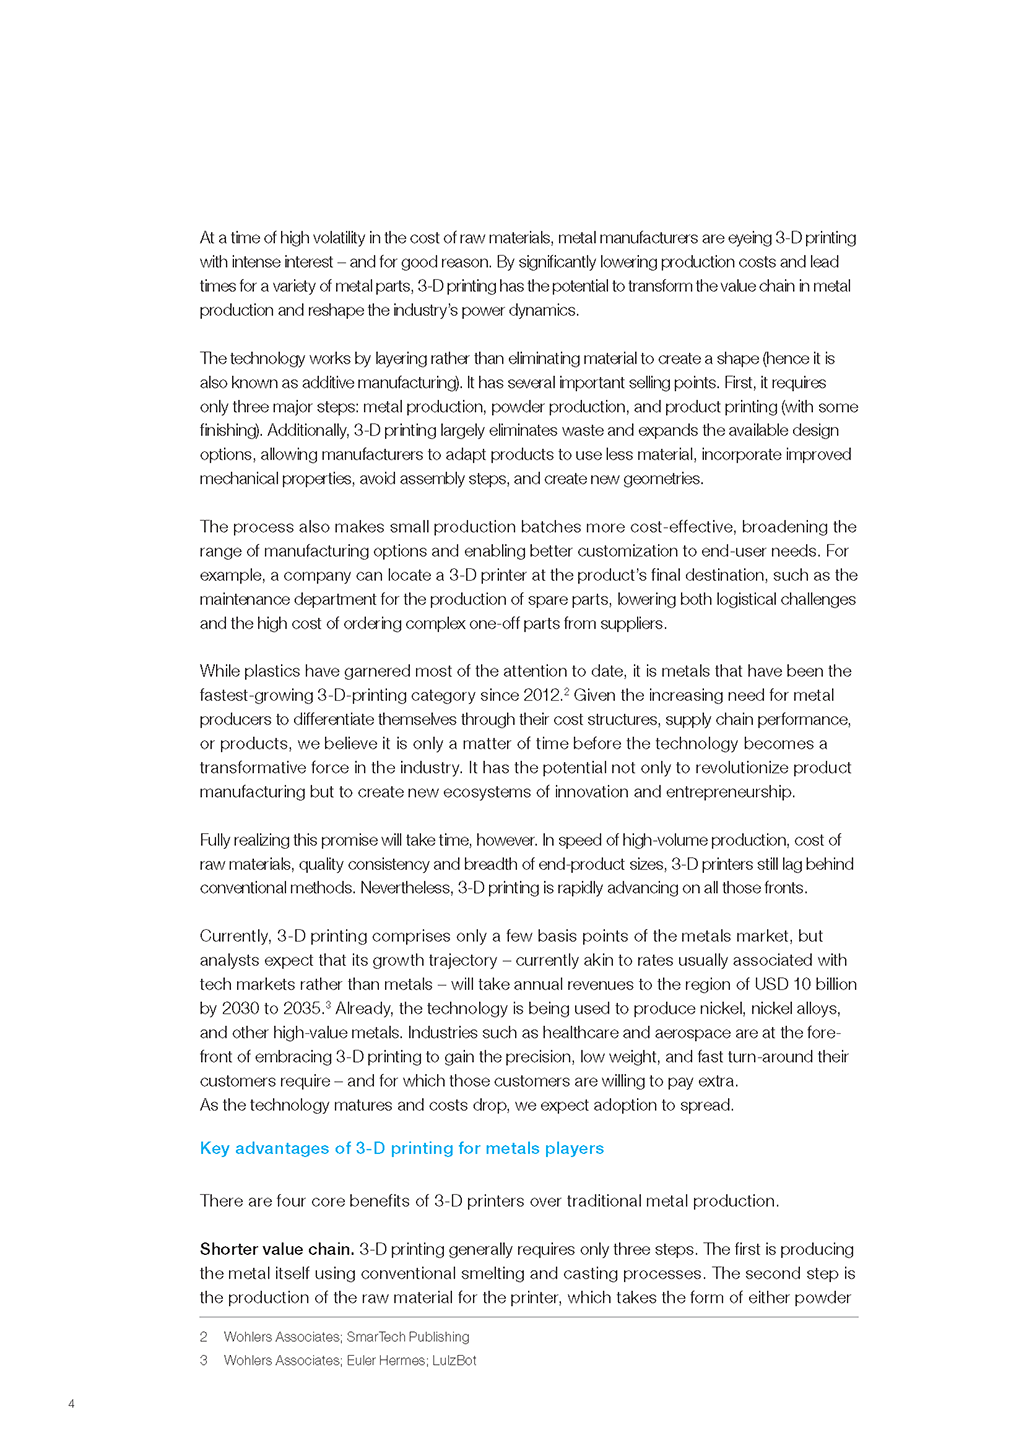 At a time of high volatility in the cost of raw materials, metal manufacturers are eyeing 3-D printing
with intense interest – and for good reason. By significantly lowering production costs and lead
times for a variety of metal parts, 3-D printing has the potential to transform the value chain in metal
production and reshape the industry’s power dynamics.
The technology works by layering rather than eliminating material to create a shape (hence it is
also known as additive manufacturing). It has several important selling points. First, it requires
only three major steps: metal production, powder production, and product printing (with some
finishing). Additionally, 3-D printing largely eliminates waste and expands the available design
options, allowing manufacturers to adapt products to use less material, incorporate improved
mechanical properties, avoid assembly steps, and create new geometries.
The process also makes small production batches more cost-effective, broadening the
range of manufacturing options and enabling better customization to end-user needs. For
example, a company can locate a 3-D printer at the product’s final destination, such as the
maintenance department for the production of spare parts, lowering both logistical challenges
and the high cost of ordering complex one-off parts from suppliers.
While plastics have garnered most of the attention to date, it is metals that have been the
fastest-growing 3-D-printing category since 2012.² Given the increasing need for metal
producers to differentiate themselves through their cost structures, supply chain performance,
or products, we believe it is only a matter of time before the technology becomes a
transformative force in the industry. It has the potential not only to revolutionize product
manufacturing but to create new ecosystems of innovation and entrepreneurship.
Fully realizing this promise will take time, however. In speed of high-volume production, cost of
raw materials, quality consistency and breadth of end-product sizes, 3-D printers still lag behind
conventional methods. Nevertheless, 3-D printing is rapidly advancing on all those fronts.
Currently, 3-D printing comprises only a few basis points of the metals market, but
analysts expect that its growth trajectory – currently akin to rates usually associated with
tech markets rather than metals – will take annual revenues to the region of USD 10 billion
by 2030 to 2035.³ Already, the technology is being used to produce nickel, nickel alloys,
and other high-value metals. Industries such as healthcare and aerospace are at the fore-
front of embracing 3-D printing to gain the precision, low weight, and fast turn-around their
customers require – and for which those customers are willing to pay extra.
As the technology matures and costs drop, we expect adoption to spread.
Key advantages of 3-D printing for metals players
There are four core benefits of 3-D printers over traditional metal production.
Shorter value chain. 3-D printing generally requires only three steps. The first is producing
the metal itself using conventional smelting and casting processes. The second step is
the production of the raw material for the printer, which takes the form of either powder
2 Wohlers Associates; SmarTech Publishing
3 Wohlers Associates; Euler Hermes; LulzBot
4